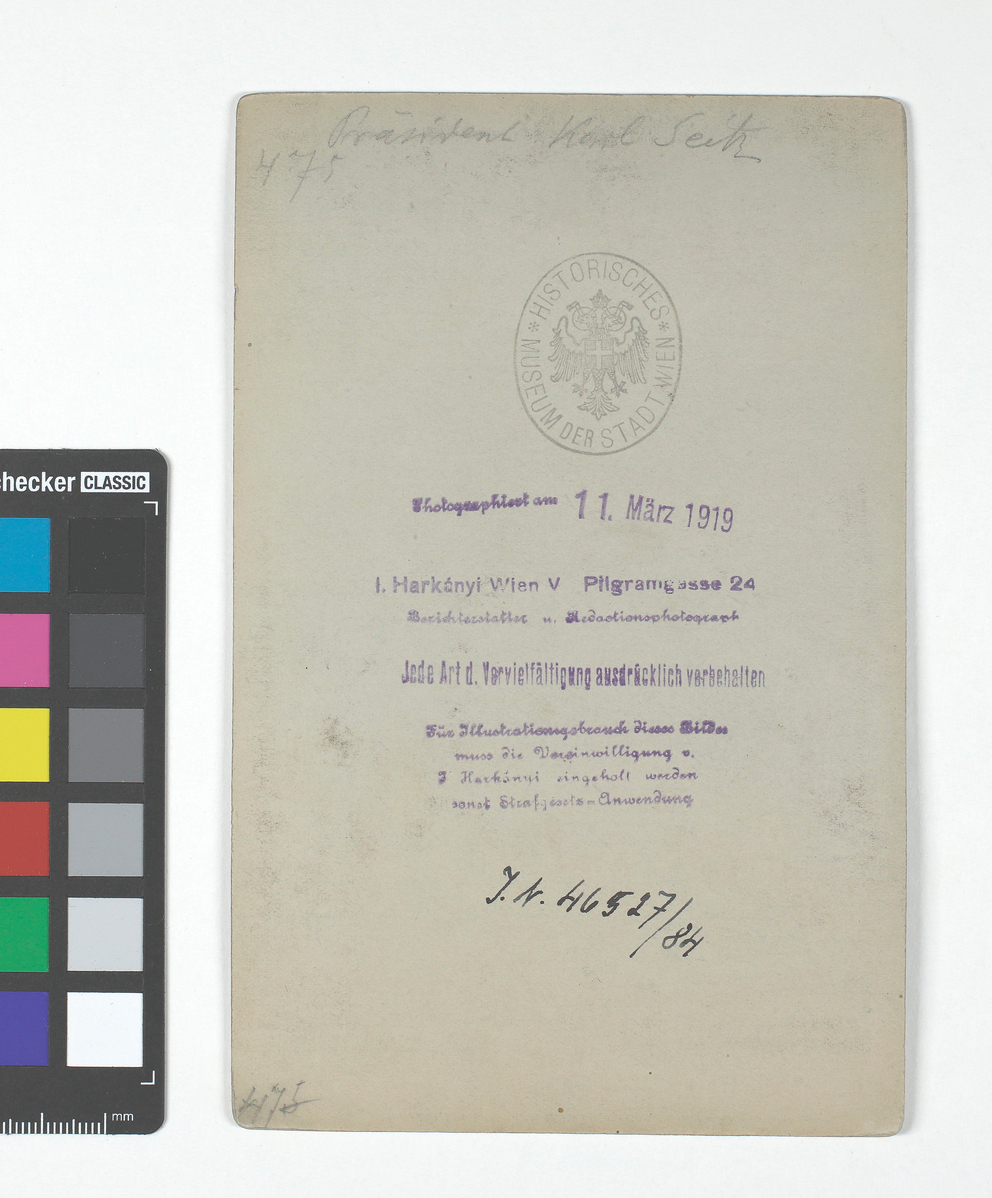 Präsident Karl Seitz
475
* HISTORISCHES *
MUSEUM DER STADT WIEN
Photographiert am 11. März 1919
I. Harkányi Wien V Pilgramgasse 24
Berichterstatter u. Redactionsphotograph
Jede Art d. Vervielfältigung ausdrücklich vorbehalten
Für Illustrationsgebrauch dieses Bildes
muss die Vereinwilligung v.
I Harkányi eingeholt werden
sonst Strafgesetz-Anwendung
J.N. 46527/84
475
checker CLASSIC
mm